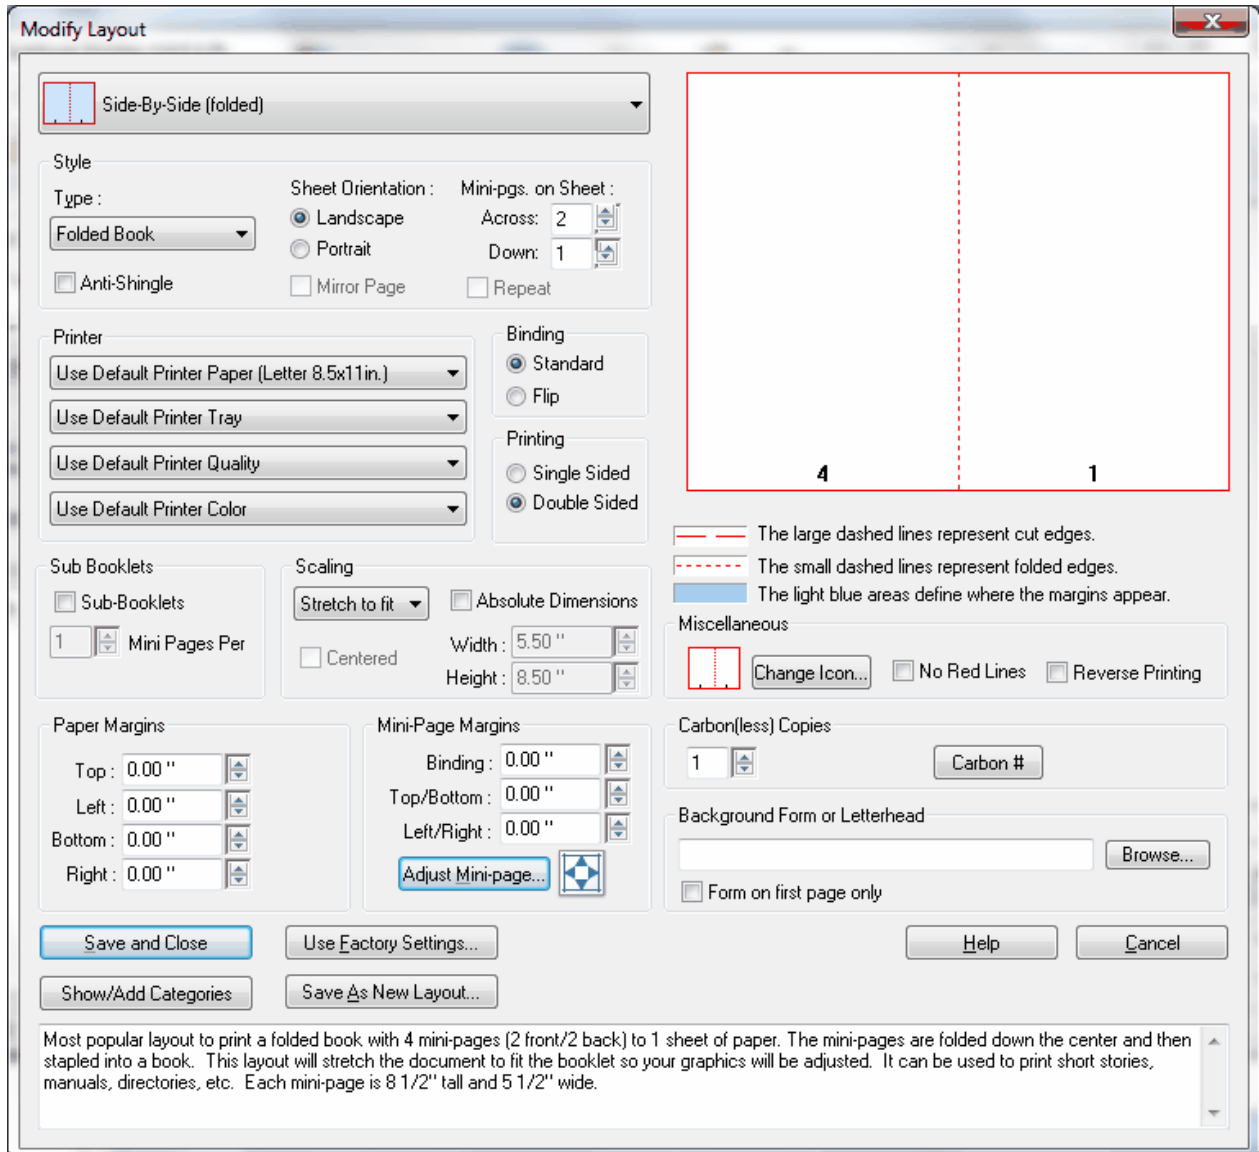 Modify Layout
Side-By-Side (folded)
Style
Type :
Folded Book
Anti-Shingle
Sheet Orientation :
Landscape
Portrait
Mirror Page
Mini-pgs. on Sheet :
Across: 2
Down: 1
Repeat
Printer
Use Default Printer Paper (Letter 8.5x11in.)
Use Default Printer Tray
Use Default Printer Quality
Use Default Printer Color
Binding
Standard
Flip
Printing
Single Sided
Double Sided
4 1
The large dashed lines represent cut edges.
The small dashed lines represent folded edges.
The light blue areas define where the margins appear.
Sub Booklets
Sub-Booklets
1 Mini Pages Per
Scaling
Stretch to fit
Absolute Dimensions
Centered
Width : 5.50 "
Height : 8.50 "
Miscellaneous
Change Icon...
No Red Lines
Reverse Printing
Paper Margins
Top : 0.00 "
Left : 0.00 "
Bottom : 0.00 "
Right : 0.00 "
Mini-Page Margins
Binding : 0.00 "
Top/Bottom : 0.00 "
Left/Right : 0.00 "
Adjust Mini-page...
Carbon(less) Copies
1
Carbon #
Background Form or Letterhead
Browse...
Form on first page only
Save and Close
Use Factory Settings...
Help
Cancel
Show/Add Categories
Save As New Layout...
Most popular layout to print a folded book with 4 mini-pages (2 front/2 back) to 1 sheet of paper. The mini-pages are folded down the center and then
stapled into a book.  This layout will stretch the document to fit the booklet so your graphics will be adjusted.  It can be used to print short stories,
manuals, directories, etc.  Each mini-page is 8 1/2" tall and 5 1/2" wide.